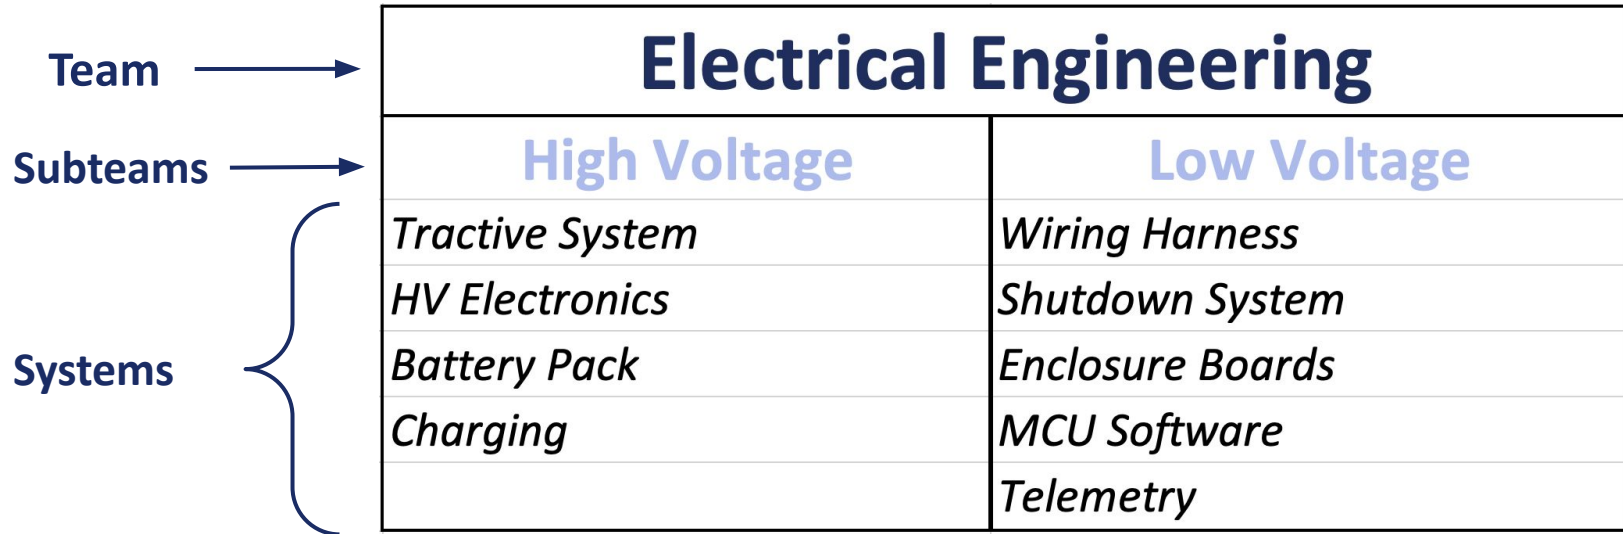 Team
Electrical Engineering
Subteams
High Voltage
Low Voltage
Systems
Tractive System
Wiring Harness
HV Electronics
Shutdown System
Battery Pack
Enclosure Boards
Charging
MCU Software
Telemetry